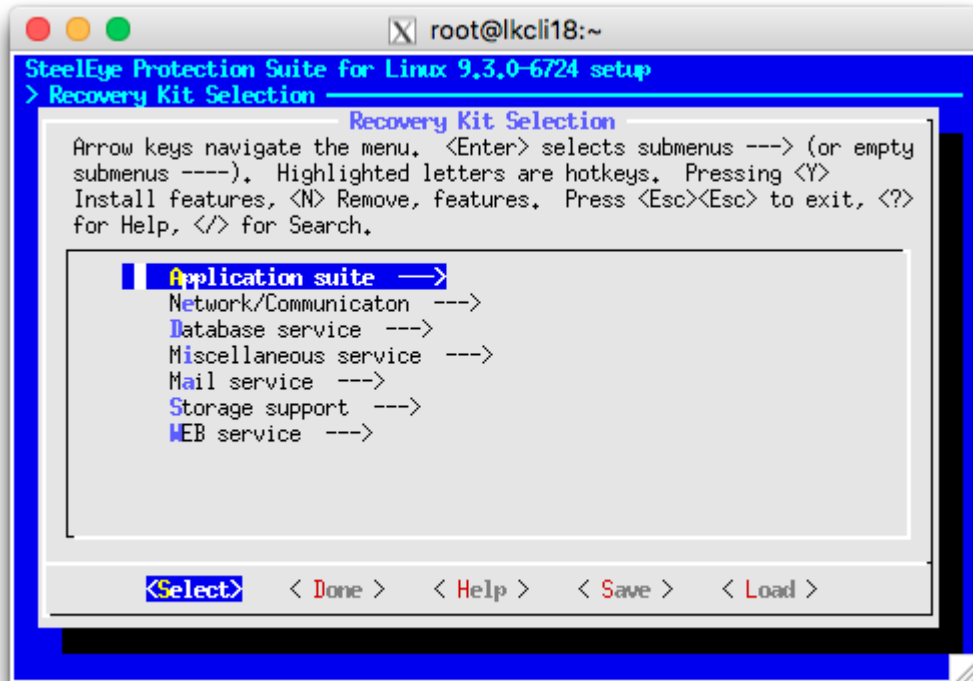 root@lkcli18:~
SteelEye Protection Suite for Linux 9.3.0-6724 setup
> Recovery Kit Selection
Recovery Kit Selection
Arrow keys navigate the menu.  <Enter> selects submenus ---> (or empty
submenus ----).  Highlighted letters are hotkeys.  Pressing <Y>
Install features, <N> Remove, features.  Press <Esc><Esc> to exit, <?>
for Help, </> for Search.
Application suite  --->
Network/Communicaton  --->
Database service  --->
Miscellaneous service  --->
Mail service  --->
Storage support  --->
WEB service  --->
<Select>    < Done >    < Help >    < Save >    < Load >